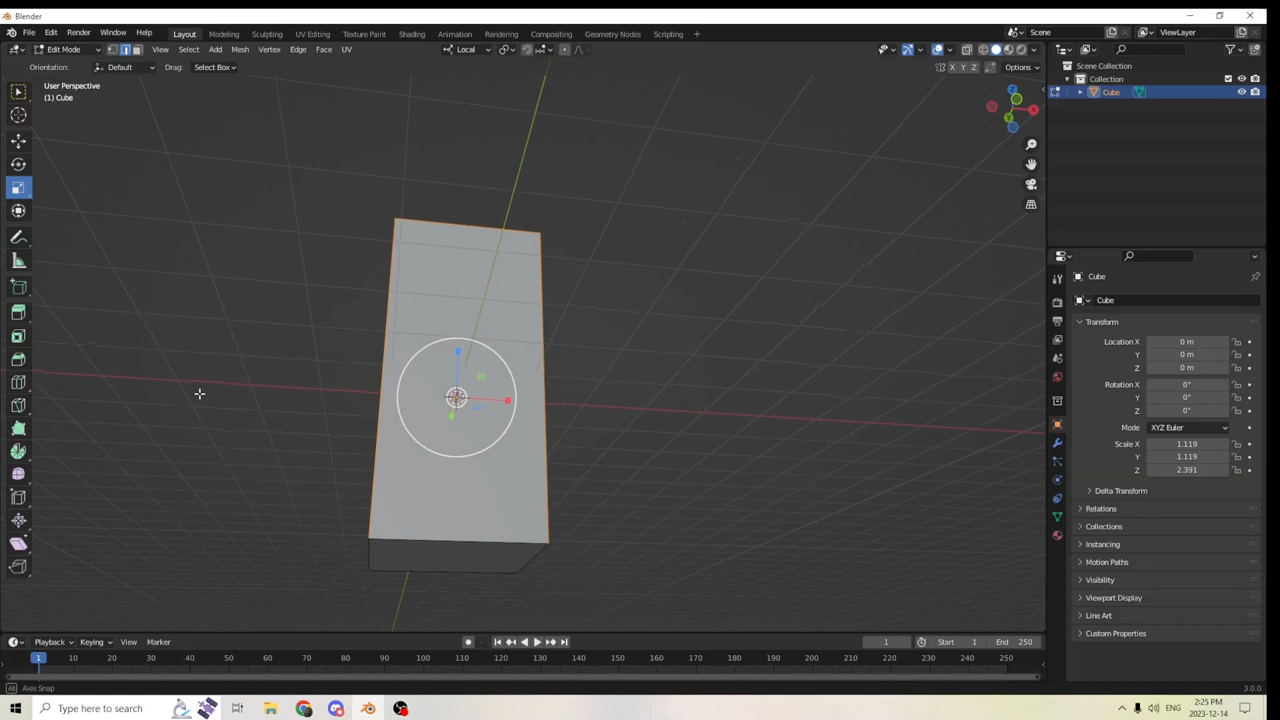 Blender
File Edit Render Window Help
Layout Modeling Sculpting UV Editing Texture Paint Shading Animation Rendering Compositing Geometry Nodes Scripting +
Scene
ViewLayer
Edit Mode
View Select Add Mesh Vertex Edge Face UV
Local
Orientation: Default Drag: Select Box
X Y Z Options
User Perspective
(1) Cube
Z
X
Y
Scene Collection
Collection
Cube
Cube
Cube
Transform
Location X 0 m
Y 0 m
Z 0 m
Rotation X 0°
Y 0°
Z 0°
Mode XYZ Euler
Scale X 1.119
Y 1.119
Z 2.391
Delta Transform
Relations
Collections
Instancing
Motion Paths
Visibility
Viewport Display
Line Art
Custom Properties
Playback Keying View Marker
1 Start 1 End 250
1 10 20 30 40 50 60 70 80 90 100 110 120 130 140 150 160 170 180 190 200 210 220 230 240 250
Alt Axis Snap
3.0.0
Type here to search
ENG
2:25 PM
2023-12-14